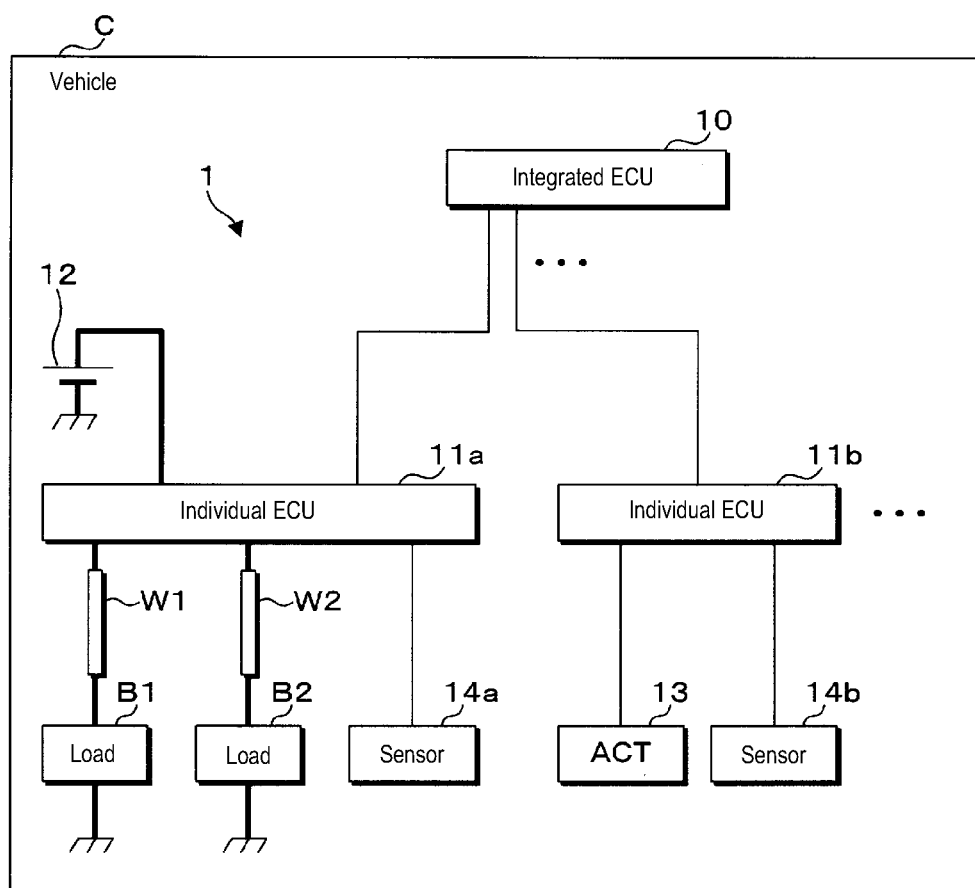 C
Vehicle
10
Integrated ECU
1
• • •
12
11a
11b
Individual ECU
Individual ECU
• • •
W1
W2
B1
B2
14a
13
14b
Load
Load
Sensor
ACT
Sensor